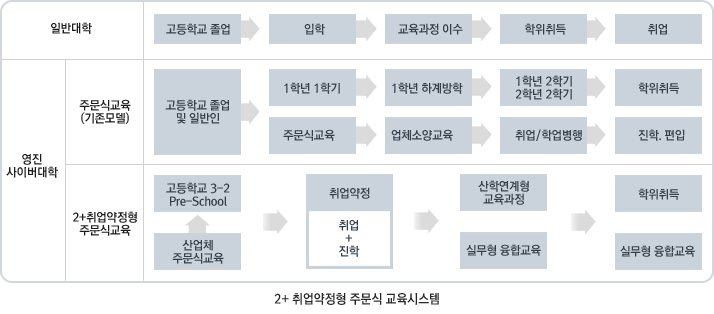 일반대학
고등학교 졸업
입학
교육과정 이수
학위취득
취업
영진
사이버대학
주문식교육
(기존모델)
고등학교 졸업
및 일반인
1학년 1학기
1학년 하계방학
1학년 2학기
2학년 2학기
학위취득
주문식교육
업체소양교육
취업/학업병행
진학. 편입
2+취업약정형
주문식교육
고등학교 3-2
Pre-School
산업체
주문식교육
취업약정
취업
+
진학
산학연계형
교육과정
실무형 융합교육
학위취득
실무형 융합교육
2+ 취업약정형 주문식 교육시스템